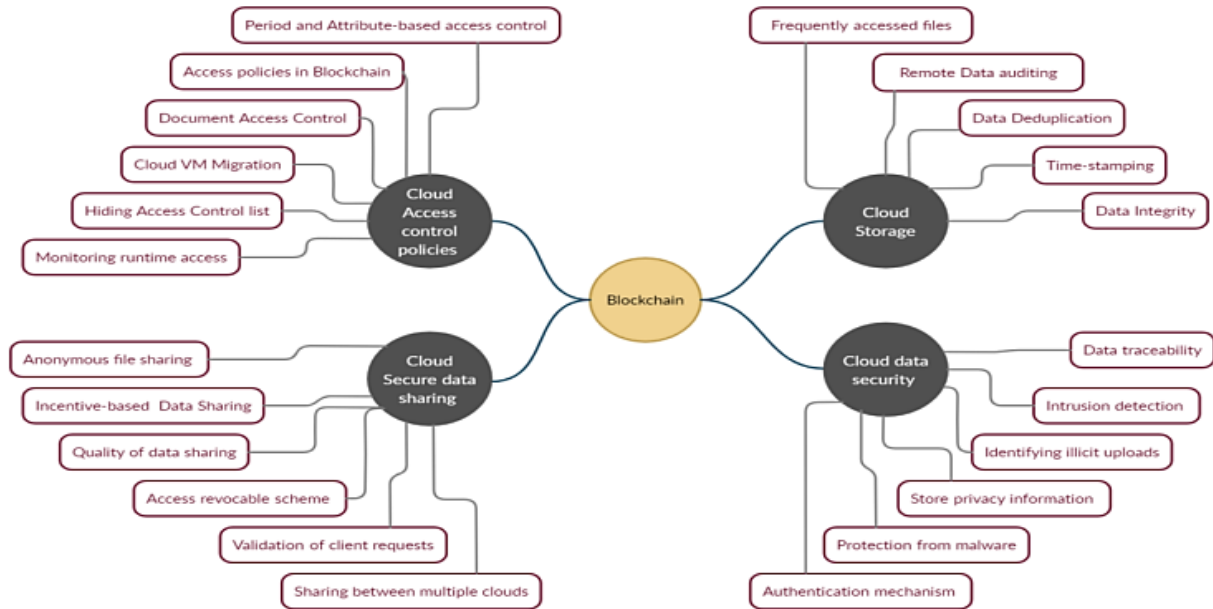 Period and Attribute-based access control
Access policies in Blockchain
Document Access Control
Cloud VM Migration
Hiding Access Control list
Monitoring runtime access
Cloud
Access
control
policies
Frequently accessed files
Remote Data auditing
Data Deduplication
Time-stamping
Data Integrity
Cloud
Storage
Blockchain
Anonymous file sharing
Incentive-based Data Sharing
Quality of data sharing
Access revocable scheme
Validation of client requests
Sharing between multiple clouds
Cloud
Secure data
sharing
Cloud data
security
Data traceability
Intrusion detection
Identifying illicit uploads
Store privacy information
Protection from malware
Authentication mechanism